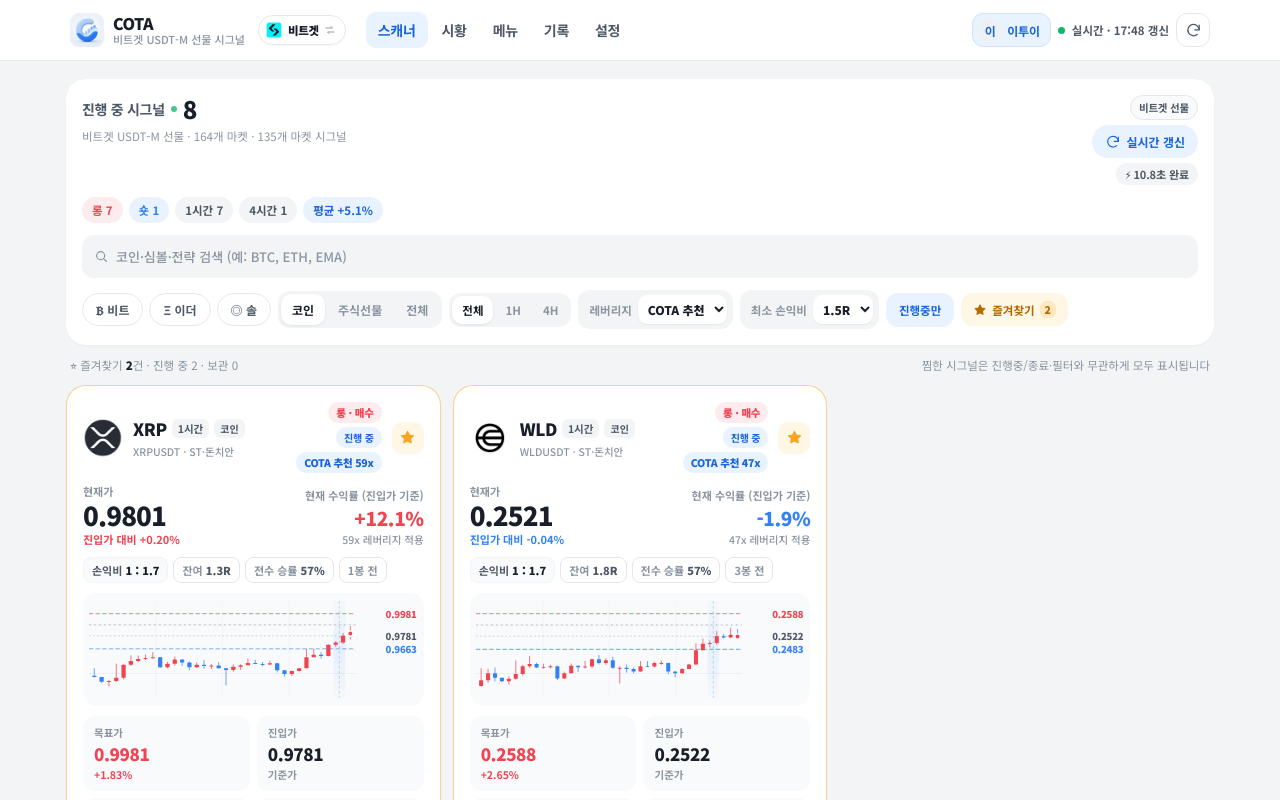 COTA
비트겟 USDT-M 선물 시그널
비트겟
스캐너 시황 메뉴 기록 설정
이 이투이
실시간 · 17:48 갱신
진행 중 시그널 8
비트겟 USDT-M 선물 · 164개 마켓 · 135개 마켓 시그널
비트겟 선물
실시간 갱신
⚡10.8초 완료
롱 7 숏 1 1시간 7 4시간 1 평균 +5.1%
코인·심볼·전략 검색 (예: BTC, ETH, EMA)
₿ 비트 Ξ 이더 ◎ 솔 코인 주식선물 전체 전체 1H 4H 레버리지 COTA 추천 최소 손익비 1.5R 진행중만 ★ 즐겨찾기 2
⭐ 즐겨찾기 2건 · 진행 중 2 · 보관 0
찜한 시그널은 진행중/종료·필터와 무관하게 모두 표시됩니다
XRP 1시간 코인
XRPUSDT · ST·돈치안
롱 · 매수
진행 중
COTA 추천 59x
현재가
0.9801
진입가 대비 +0.20%
현재 수익률 (진입가 기준)
+12.1%
59x 레버리지 적용
손익비 1 : 1.7 잔여 1.3R 전수 승률 57% 1봉 전
0.9981
0.9781
0.9663
목표가
0.9981
+1.83%
진입가
0.9781
기준가
WLD 1시간 코인
WLDUSDT · ST·돈치안
롱 · 매수
진행 중
COTA 추천 47x
현재가
0.2521
진입가 대비 -0.04%
현재 수익률 (진입가 기준)
-1.9%
47x 레버리지 적용
손익비 1 : 1.7 잔여 1.8R 전수 승률 57% 3봉 전
0.2588
0.2522
0.2483
목표가
0.2588
+2.65%
진입가
0.2522
기준가